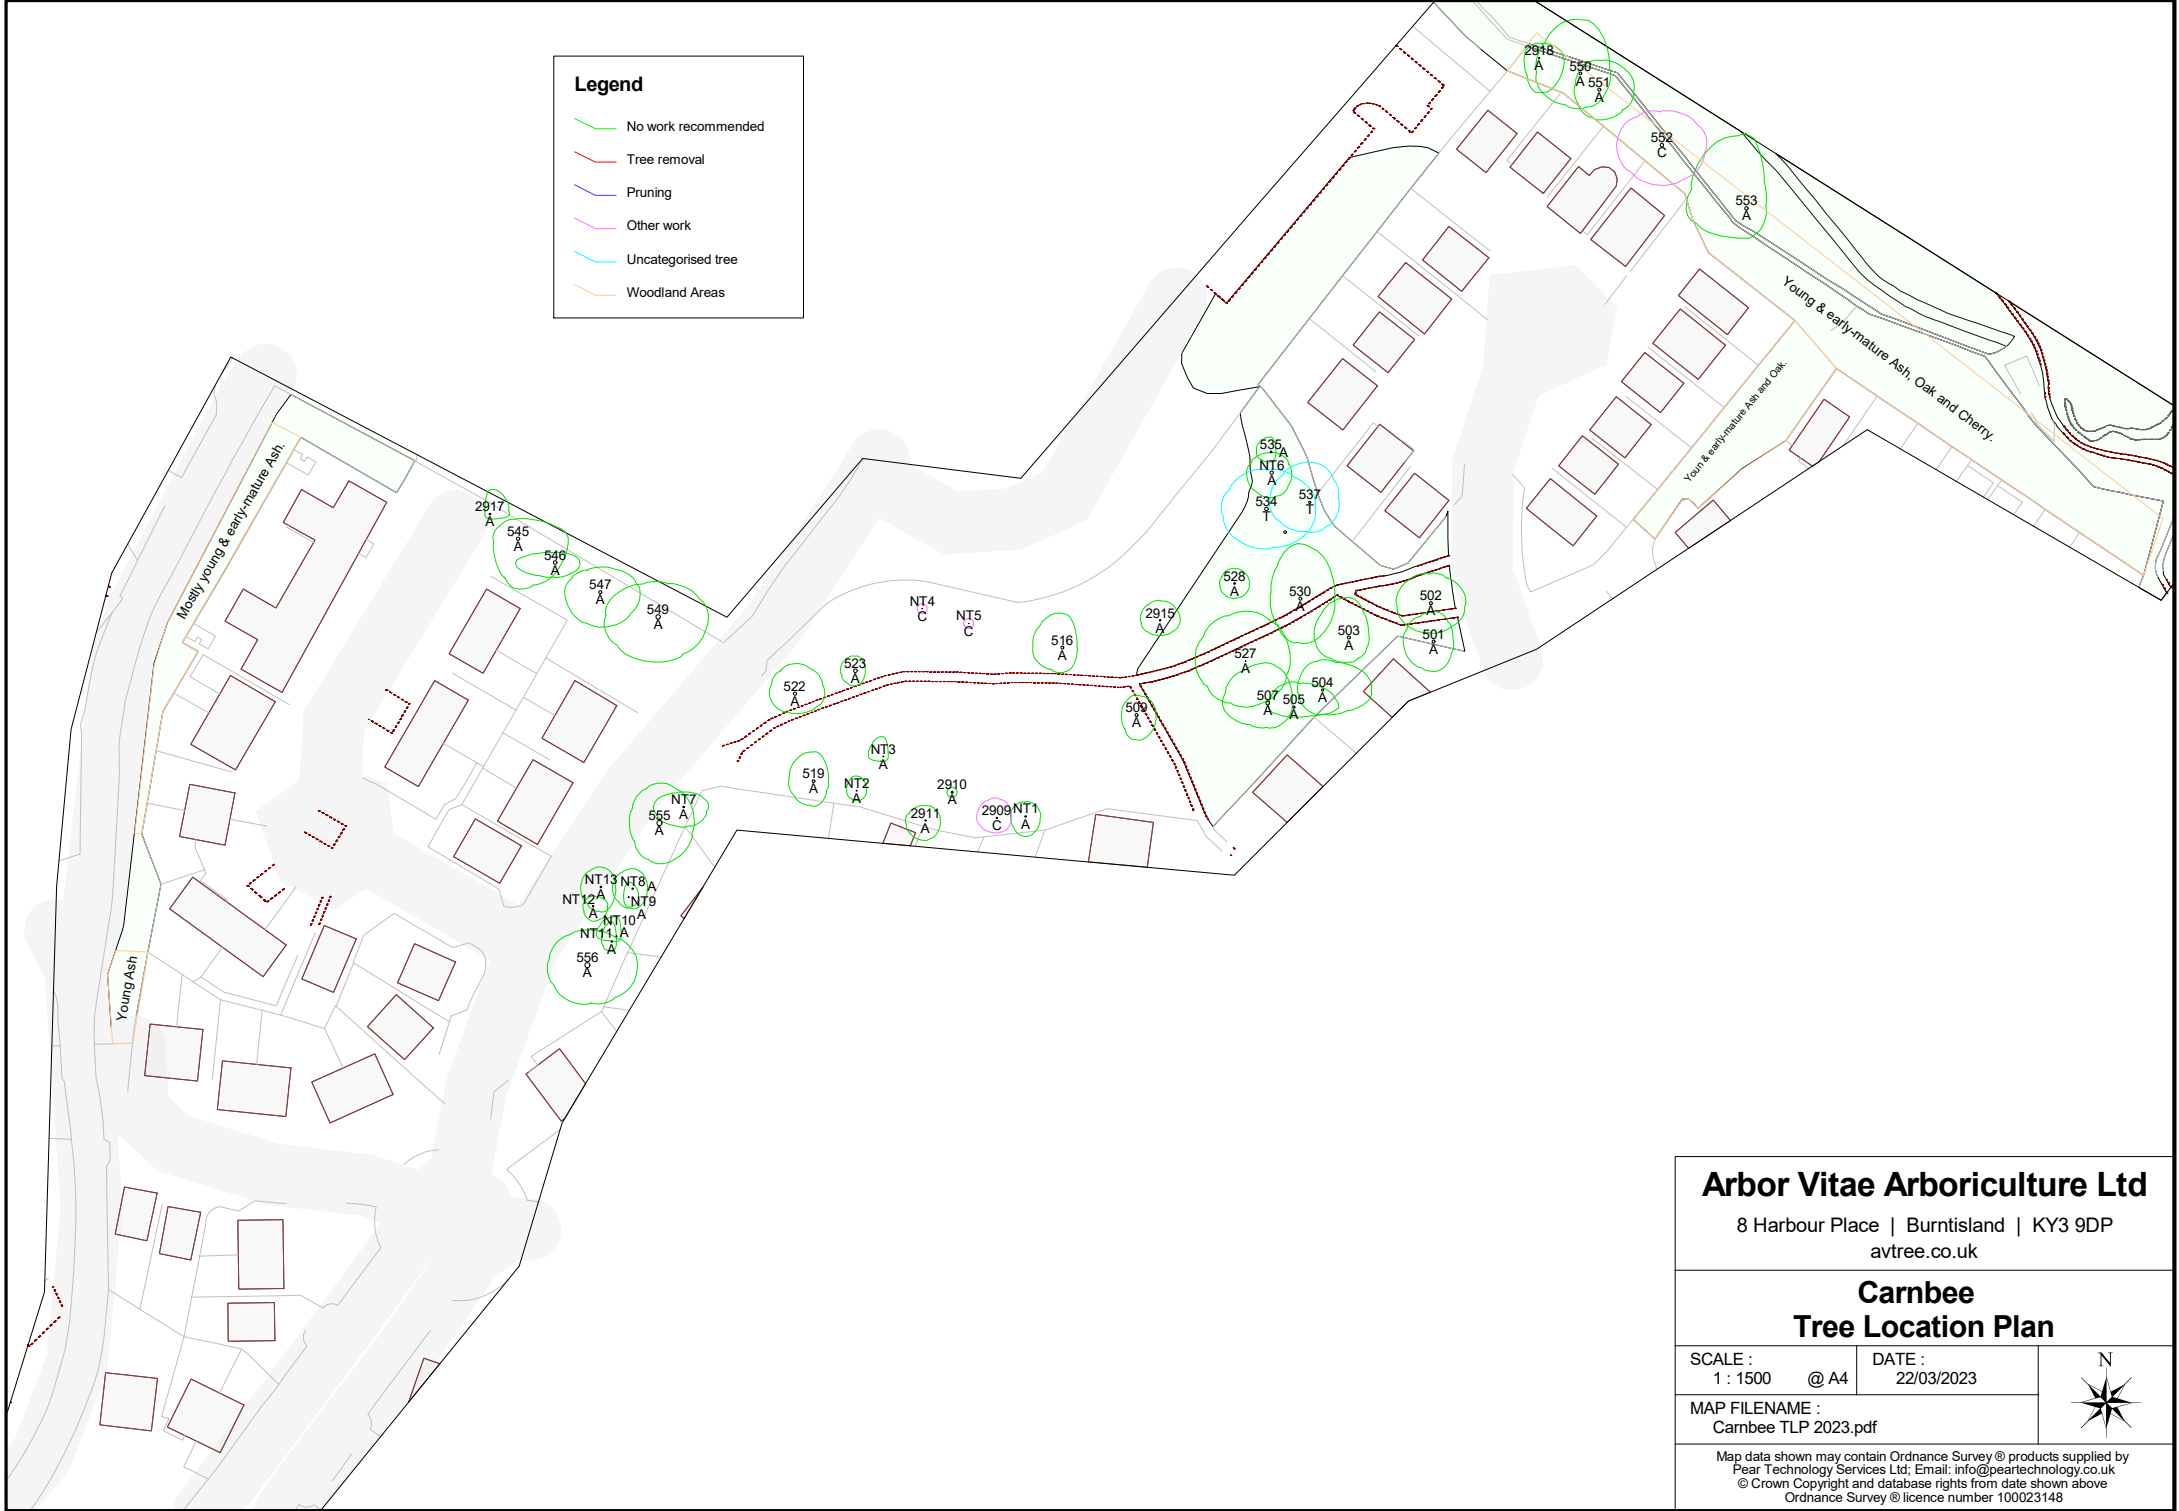 Legend
No work recommended
Tree removal
Pruning
Other work
Uncategorised tree
Woodland Areas
2918
A
550
A
551
A
552
C
553
A
Young & early-mature Ash, Oak and Cherry.
Youn & early-mature Ash and Oak.
Mostly young & early-mature Ash.
Young Ash
2917
A
545
A
546
A
547
A
549
A
535
A
NT6
A
534
T
537
T
528
A
530
A
502
A
501
A
503
A
2915
A
527
A
504
A
505
A
507
A
509
A
516
A
NT4
C
NT5
C
523
A
522
A
519
A
NT3
A
NT2
A
2910
A
2911
A
2909
C
NT1
A
NT7
A
555
A
NT13
A
NT8
A
NT12
A
NT9
A
NT10
A
NT11
A
556
A
Arbor Vitae Arboriculture Ltd
8 Harbour Place | Burntisland | KY3 9DP
avtree.co.uk
Carnbee
Tree Location Plan
SCALE :
1 : 1500 @ A4
DATE :
22/03/2023
N
MAP FILENAME :
Carnbee TLP 2023.pdf
Map data shown may contain Ordnance Survey ® products supplied by
Pear Technology Services Ltd; Email: info@peartechnology.co.uk
© Crown Copyright and database rights from date shown above
Ordnance Survey ® licence number 100023148